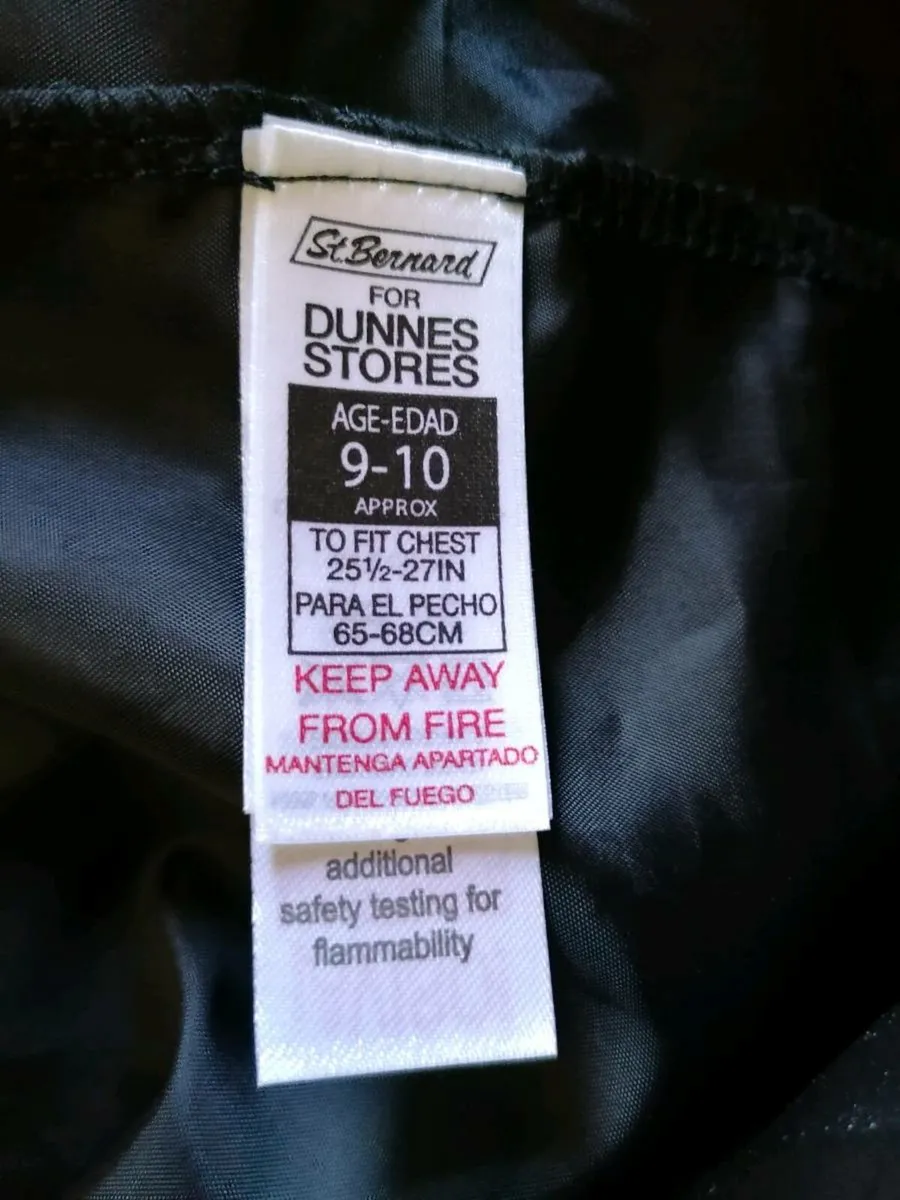 St.Bernard
FOR
DUNNES
STORES
AGE-EDAD
9-10
APPROX
TO FIT CHEST
25½-27IN
PARA EL PECHO
65-68CM
KEEP AWAY
FROM FIRE
MANTENGA APARTADO
DEL FUEGO
additional
safety testing for
flammability